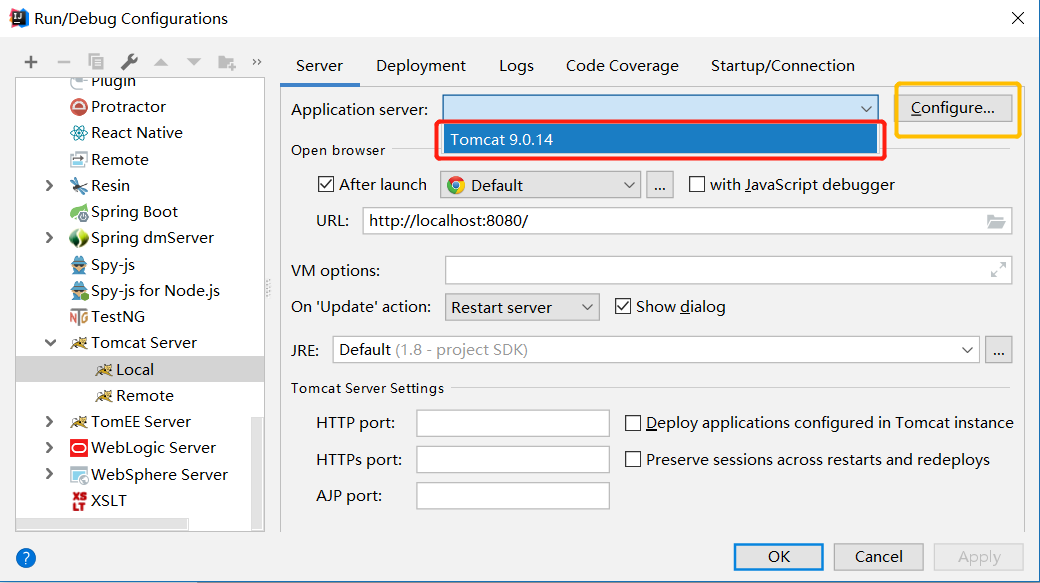 Run/Debug Configurations
Plugin
Protractor
React Native
Remote
Resin
Spring Boot
Spring dmServer
Spy-js
Spy-js for Node.js
TestNG
Tomcat Server
Local
Remote
TomEE Server
WebLogic Server
WebSphere Server
XSLT
Server Deployment Logs Code Coverage Startup/Connection
Application server: Configure...
Tomcat 9.0.14
Open browser
After launch Default ... with JavaScript debugger
URL: http://localhost:8080/
VM options:
On 'Update' action: Restart server Show dialog
JRE: Default (1.8 - project SDK) ...
Tomcat Server Settings
HTTP port: Deploy applications configured in Tomcat instance
HTTPs port: Preserve sessions across restarts and redeploys
AJP port:
? OK Cancel Apply